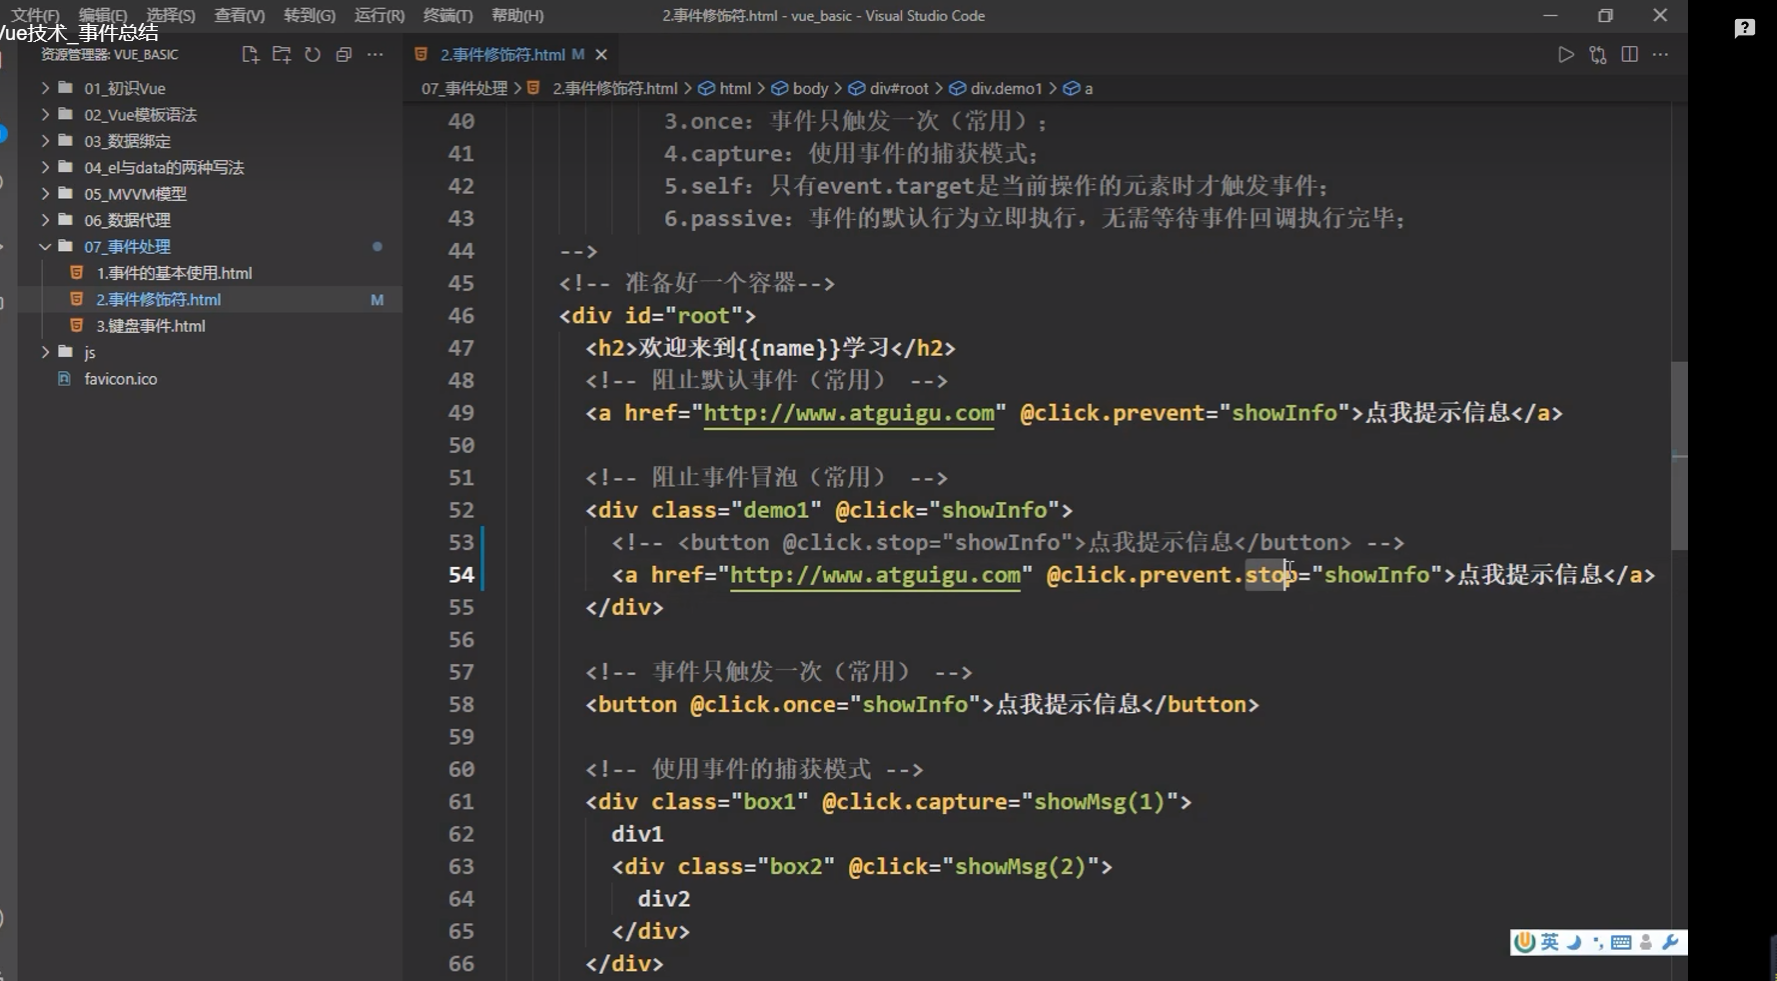 文件(F) 编辑(E) 选择(S) 查看(V) 转到(G) 运行(R) 终端(T) 帮助(H) 2.事件修饰符.html - vue_basic - Visual Studio Code
Vue技术_事件总结
资源管理器: VUE_BASIC
01_初识Vue
02_Vue模板语法
03_数据绑定
04_el与data的两种写法
05_MVVM模型
06_数据代理
07_事件处理
1.事件的基本使用.html
2.事件修饰符.html M
3.键盘事件.html
js
favicon.ico
2.事件修饰符.html M
07_事件处理 > 2.事件修饰符.html > html > body > div#root > div.demo1 > a
40 3.once：事件只触发一次（常用）；
41 4.capture：使用事件的捕获模式；
42 5.self：只有event.target是当前操作的元素时才触发事件；
43 6.passive：事件的默认行为立即执行，无需等待事件回调执行完毕；
44 -->
45 <!-- 准备好一个容器-->
46 <div id="root">
47 <h2>欢迎来到{{name}}学习</h2>
48 <!-- 阻止默认事件（常用） -->
49 <a href="http://www.atguigu.com" @click.prevent="showInfo">点我提示信息</a>
50
51 <!-- 阻止事件冒泡（常用） -->
52 <div class="demo1" @click="showInfo">
53 <!-- <button @click.stop="showInfo">点我提示信息</button> -->
54 <a href="http://www.atguigu.com" @click.prevent.stop="showInfo">点我提示信息</a>
55 </div>
56
57 <!-- 事件只触发一次（常用） -->
58 <button @click.once="showInfo">点我提示信息</button>
59
60 <!-- 使用事件的捕获模式 -->
61 <div class="box1" @click.capture="showMsg(1)">
62 div1
63 <div class="box2" @click="showMsg(2)">
64 div2
65 </div>
66 </div>
英